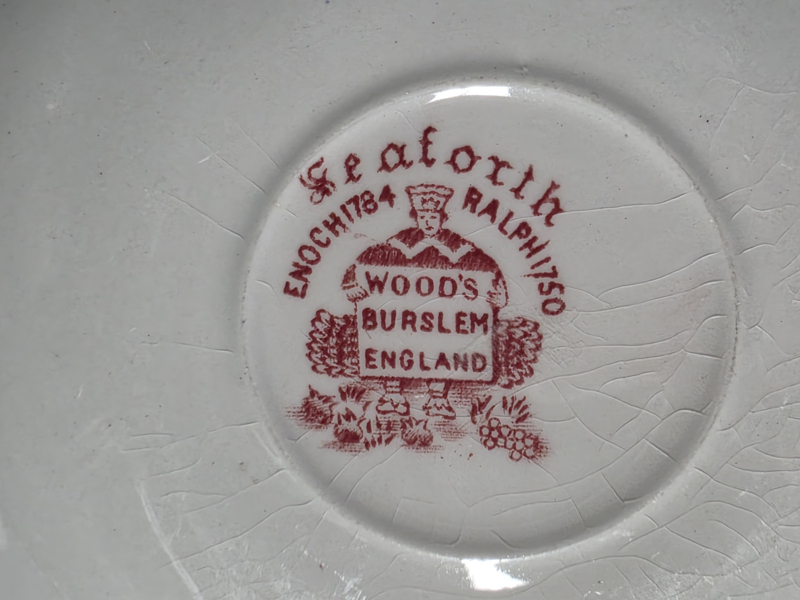 Seaforth
ENOCH 1784 RALPH 1750
WOOD'S
BURSLEM
ENGLAND